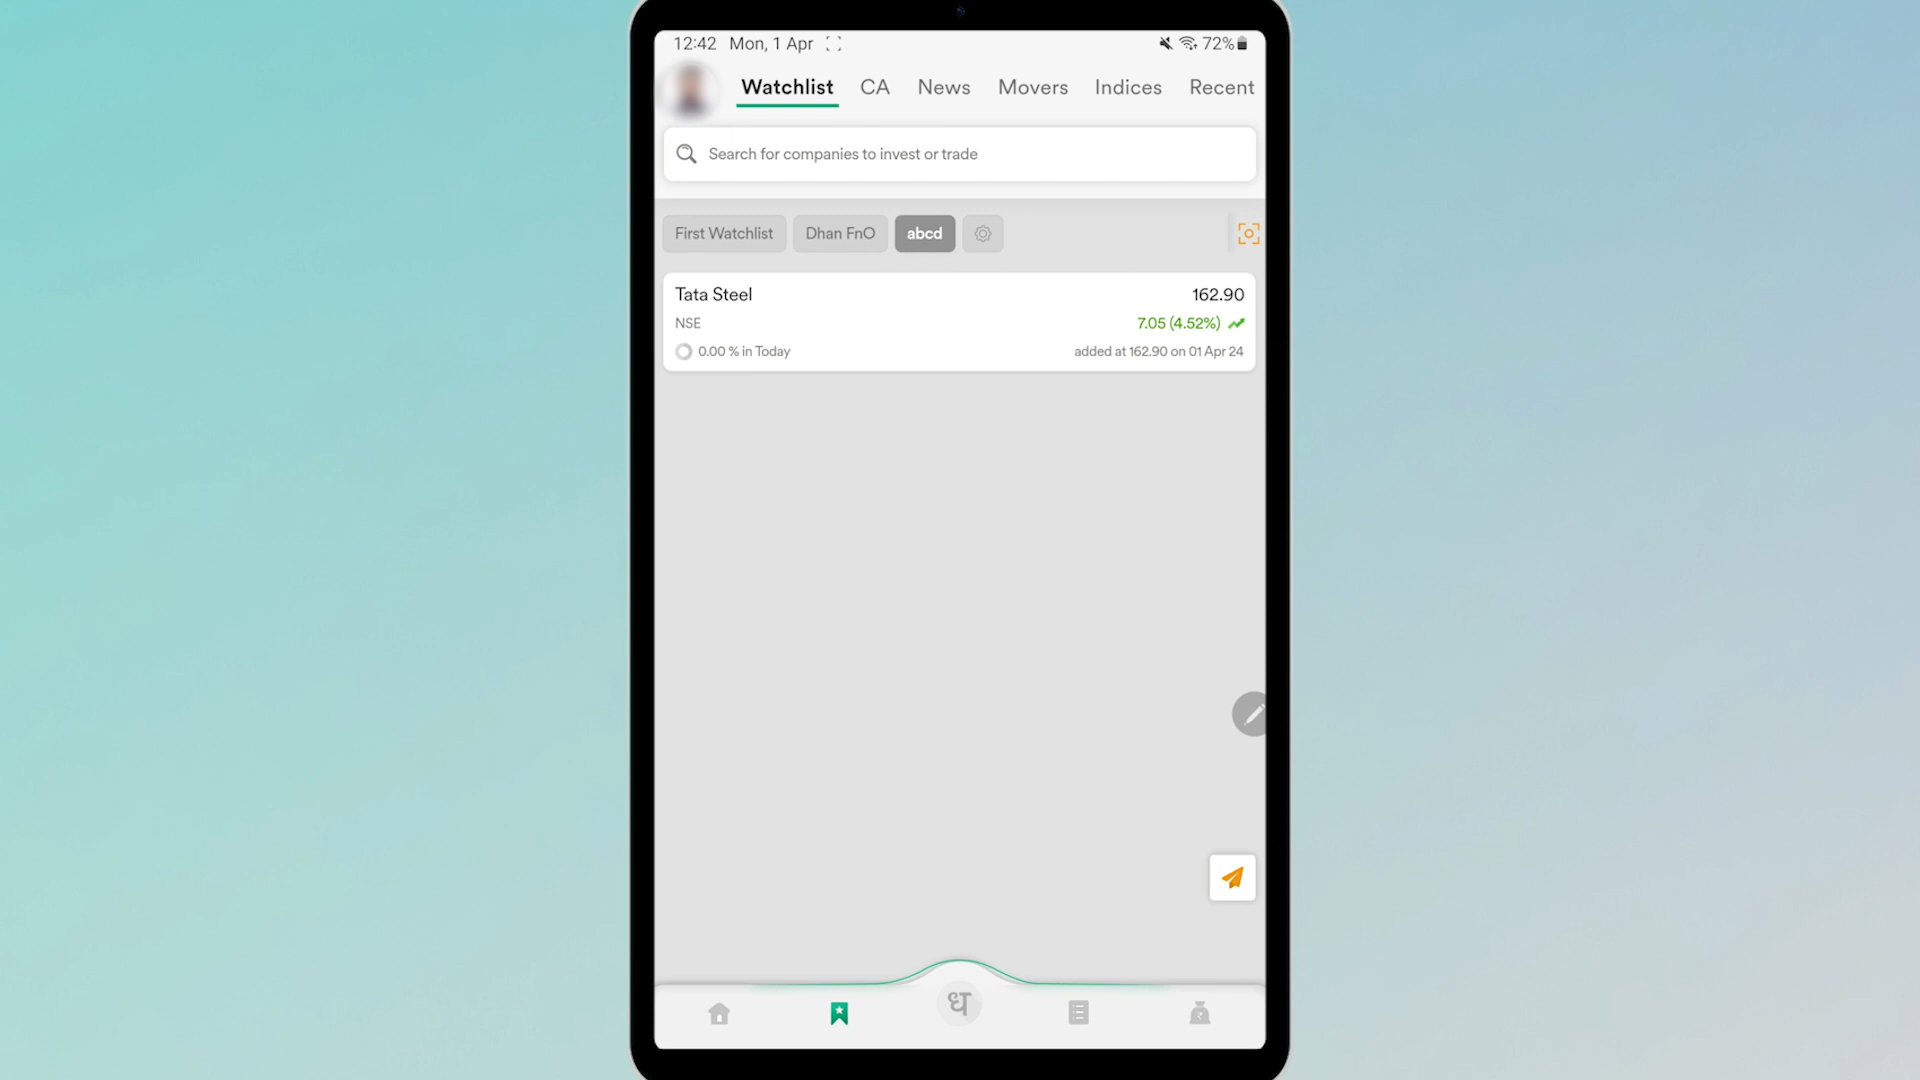 12:42 Mon, 1 Apr 72%
Watchlist CA News Movers Indices Recent
Search for companies to invest or trade
First Watchlist Dhan FnO abcd
Tata Steel 162.90
NSE 7.05 (4.52%)
0.00 % in Today added at 162.90 on 01 Apr 24
ध